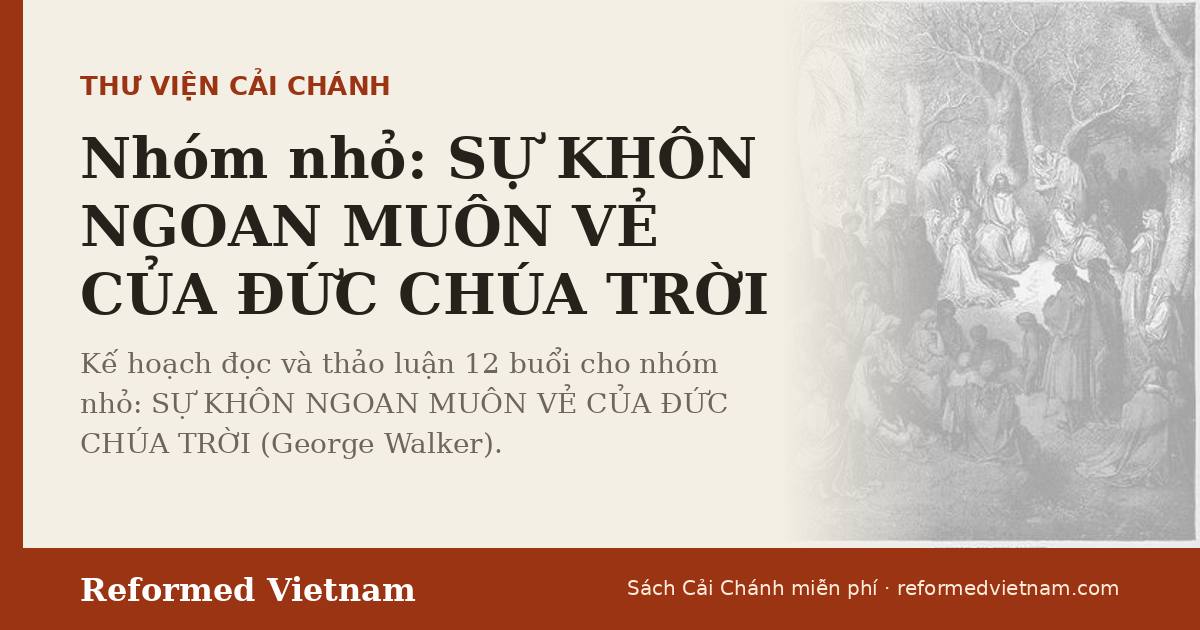 THƯ VIỆN CẢI CHÁNH
Nhóm nhỏ: SỰ KHÔN
NGOAN MUÔN VẺ
CỦA ĐỨC CHÚA TRỜI
Kế hoạch đọc và thảo luận 12 buổi cho nhóm
nhỏ: SỰ KHÔN NGOAN MUÔN VẺ CỦA ĐỨC
CHÚA TRỜI (George Walker).
Reformed Vietnam
Sách Cải Chánh miễn phí · reformedvietnam.com